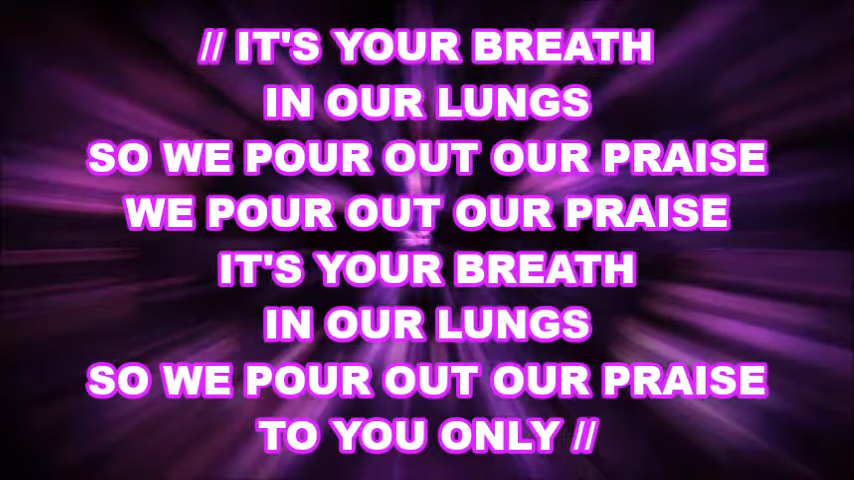 // IT'S YOUR BREATH
IN OUR LUNGS
SO WE POUR OUT OUR PRAISE
WE POUR OUT OUR PRAISE
IT'S YOUR BREATH
IN OUR LUNGS
SO WE POUR OUT OUR PRAISE
TO YOU ONLY //